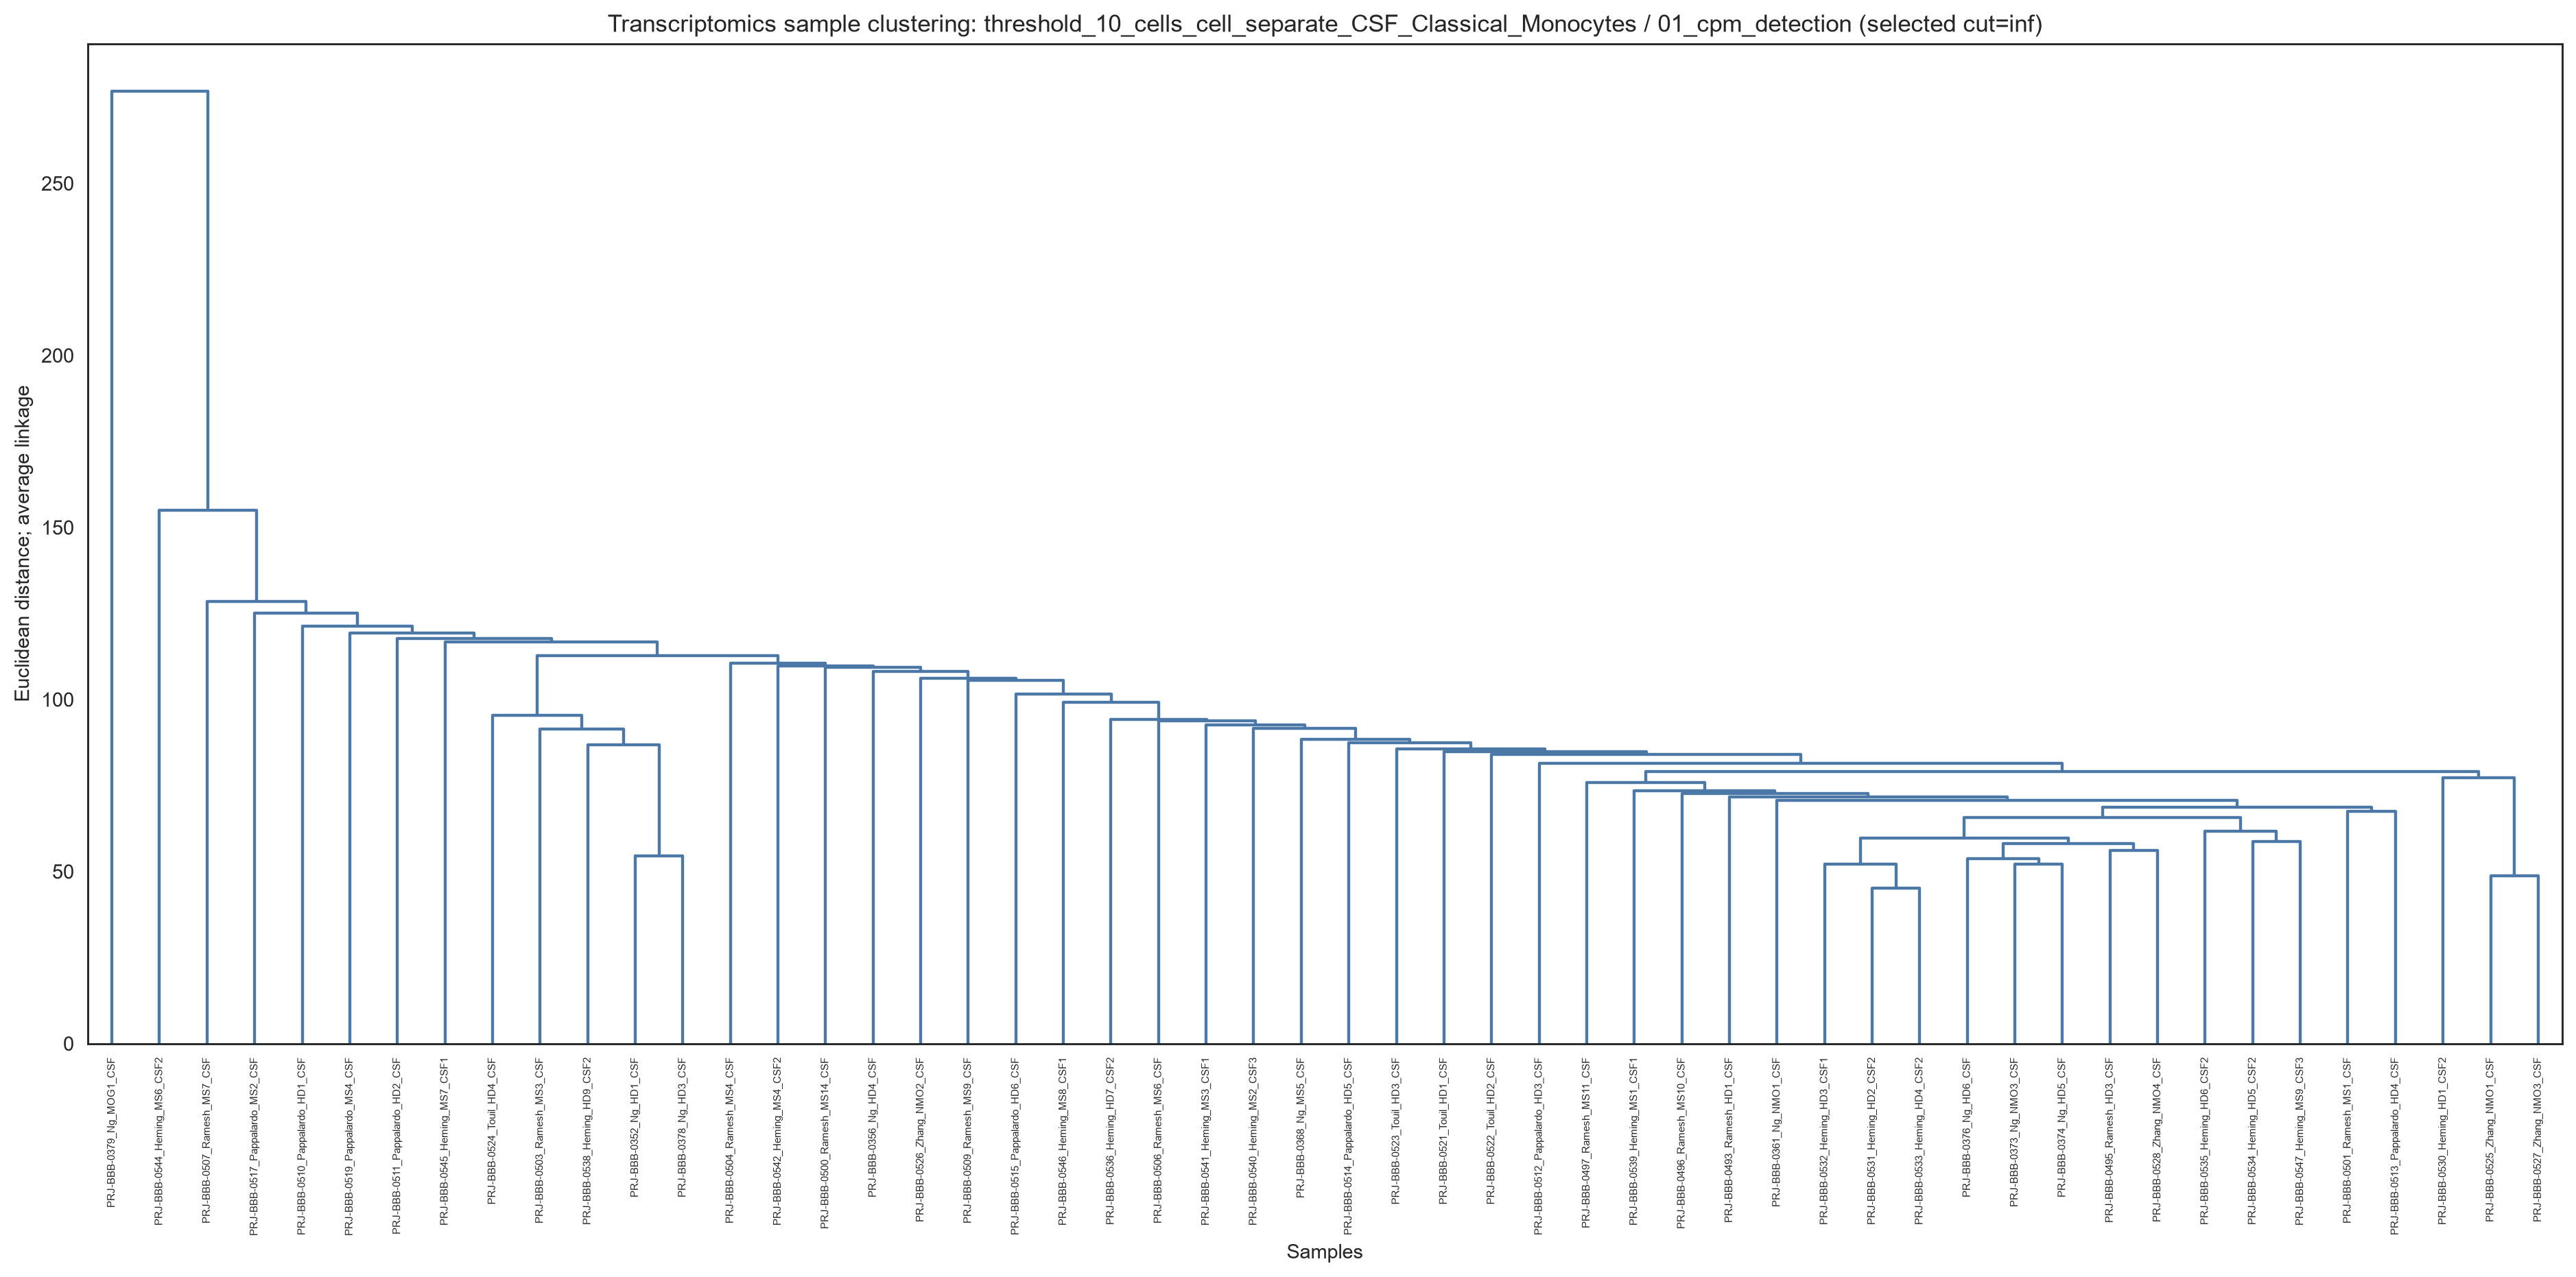 Transcriptomics sample clustering: threshold_10_cells_cell_separate_CSF_Classical_Monocytes / 01_cpm_detection (selected cut=inf)
Euclidean distance; average linkage
250
200
150
100
50
0
PRJ-BBB-0379_Ng_MOG1_CSF
PRJ-BBB-0544_Heming_MS6_CSF2
PRJ-BBB-0507_Ramesh_MS7_CSF
PRJ-BBB-0517_Pappalardo_MS2_CSF
PRJ-BBB-0510_Pappalardo_HD1_CSF
PRJ-BBB-0519_Pappalardo_MS4_CSF
PRJ-BBB-0511_Pappalardo_HD2_CSF
PRJ-BBB-0545_Heming_MS7_CSF1
PRJ-BBB-0524_Touil_HD4_CSF
PRJ-BBB-0503_Ramesh_MS3_CSF
PRJ-BBB-0538_Heming_HD9_CSF2
PRJ-BBB-0352_Ng_HD1_CSF
PRJ-BBB-0378_Ng_HD3_CSF
PRJ-BBB-0504_Ramesh_MS4_CSF
PRJ-BBB-0542_Heming_MS4_CSF2
PRJ-BBB-0500_Ramesh_MS14_CSF
PRJ-BBB-0356_Ng_HD4_CSF
PRJ-BBB-0526_Zhang_NMO2_CSF
PRJ-BBB-0509_Ramesh_MS9_CSF
PRJ-BBB-0515_Pappalardo_HD6_CSF
PRJ-BBB-0546_Heming_MS8_CSF1
PRJ-BBB-0536_Heming_HD7_CSF2
PRJ-BBB-0506_Ramesh_MS6_CSF
PRJ-BBB-0541_Heming_MS3_CSF1
PRJ-BBB-0540_Heming_MS2_CSF3
PRJ-BBB-0368_Ng_MS5_CSF
PRJ-BBB-0514_Pappalardo_HD5_CSF
PRJ-BBB-0523_Touil_HD3_CSF
PRJ-BBB-0521_Touil_HD1_CSF
PRJ-BBB-0522_Touil_HD2_CSF
PRJ-BBB-0512_Pappalardo_HD3_CSF
PRJ-BBB-0497_Ramesh_MS11_CSF
PRJ-BBB-0539_Heming_MS1_CSF1
PRJ-BBB-0496_Ramesh_MS10_CSF
PRJ-BBB-0493_Ramesh_HD1_CSF
PRJ-BBB-0361_Ng_NMO1_CSF
PRJ-BBB-0532_Heming_HD3_CSF1
PRJ-BBB-0531_Heming_HD2_CSF2
PRJ-BBB-0533_Heming_HD4_CSF2
PRJ-BBB-0376_Ng_HD6_CSF
PRJ-BBB-0373_Ng_NMO3_CSF
PRJ-BBB-0374_Ng_HD5_CSF
PRJ-BBB-0495_Ramesh_HD3_CSF
PRJ-BBB-0528_Zhang_NMO4_CSF
PRJ-BBB-0535_Heming_HD6_CSF2
PRJ-BBB-0534_Heming_HD5_CSF2
PRJ-BBB-0547_Heming_MS9_CSF3
PRJ-BBB-0501_Ramesh_MS1_CSF
PRJ-BBB-0513_Pappalardo_HD4_CSF
PRJ-BBB-0530_Heming_HD1_CSF2
PRJ-BBB-0525_Zhang_NMO1_CSF
PRJ-BBB-0527_Zhang_NMO3_CSF
Samples